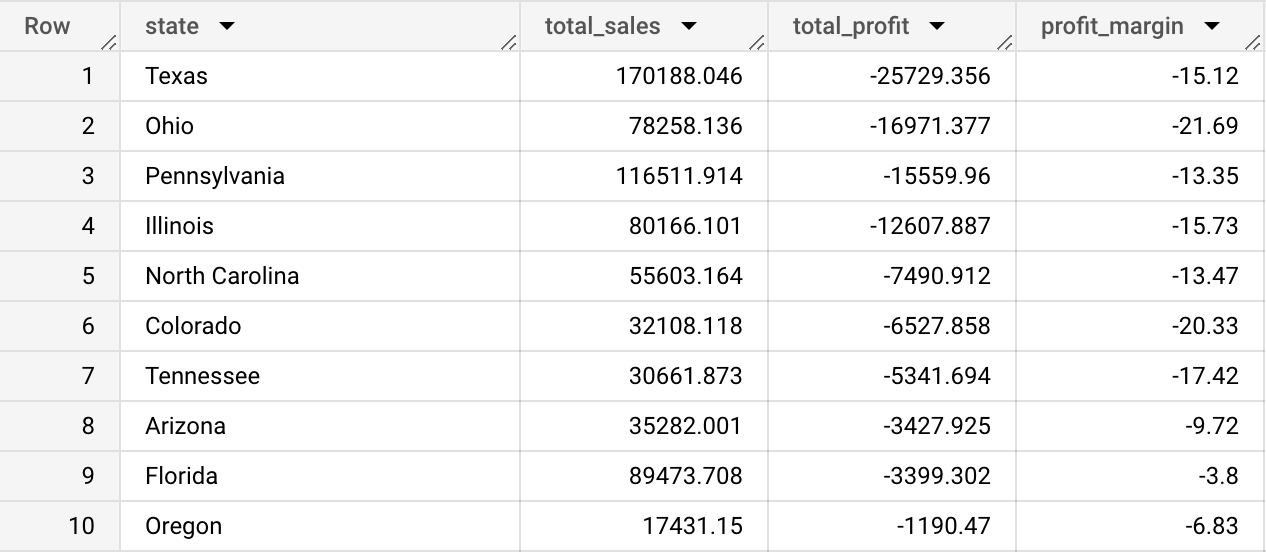 Row state total_sales total_profit profit_margin
1 Texas 170188.046 -25729.356 -15.12
2 Ohio 78258.136 -16971.377 -21.69
3 Pennsylvania 116511.914 -15559.96 -13.35
4 Illinois 80166.101 -12607.887 -15.73
5 North Carolina 55603.164 -7490.912 -13.47
6 Colorado 32108.118 -6527.858 -20.33
7 Tennessee 30661.873 -5341.694 -17.42
8 Arizona 35282.001 -3427.925 -9.72
9 Florida 89473.708 -3399.302 -3.8
10 Oregon 17431.15 -1190.47 -6.83